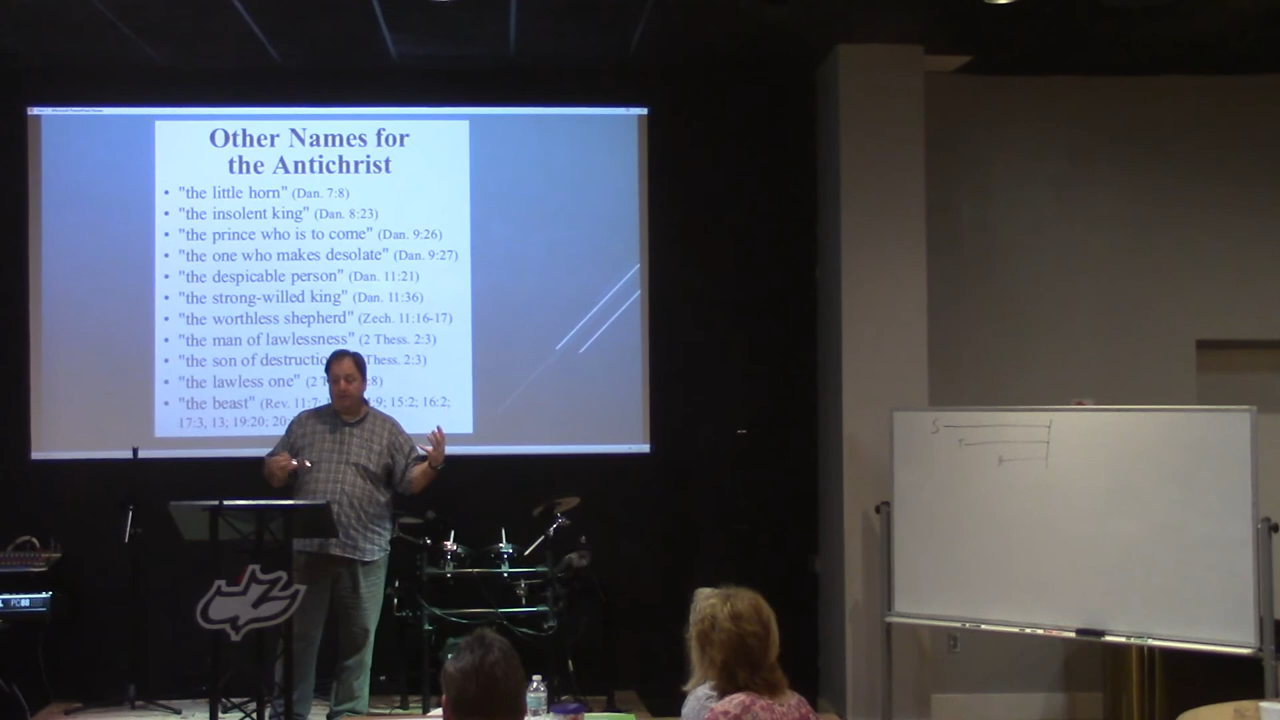 Other Names for
the Antichrist
• "the little horn" (Dan. 7:8)
• "the insolent king" (Dan. 8:23)
• "the prince who is to come" (Dan. 9:26)
• "the one who makes desolate" (Dan. 9:27)
• "the despicable person" (Dan. 11:21)
• "the strong-willed king" (Dan. 11:36)
• "the worthless shepherd" (Zech. 11:16-17)
• "the man of lawlessness" (2 Thess. 2:3)
• "the son of Thess. 2:3)
• "the lawless one" (2
• "the beast" (Rev. 11:7; 15:2; 16:2;
17:3, 13; 19:20;
S
T
Z
PC88